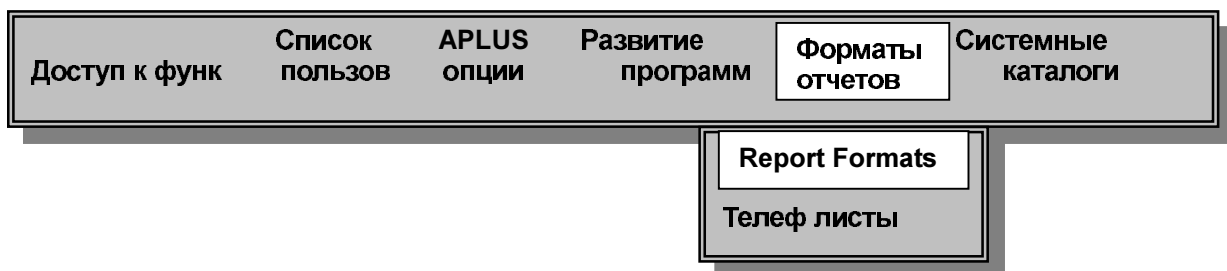 Доступ к функ
Список
пользов
APLUS
опции
Развитие
программ
Форматы
отчетов
Системные
каталоги
Report Formats
Телеф листы